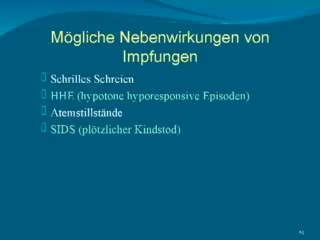 Mögliche Nebenwirkungen von
Impfungen
Schrilles Schreien
HHE (hypotone hyporesponsive Episoden)
Atemstillstände
SIDS (plötzlicher Kindstod)